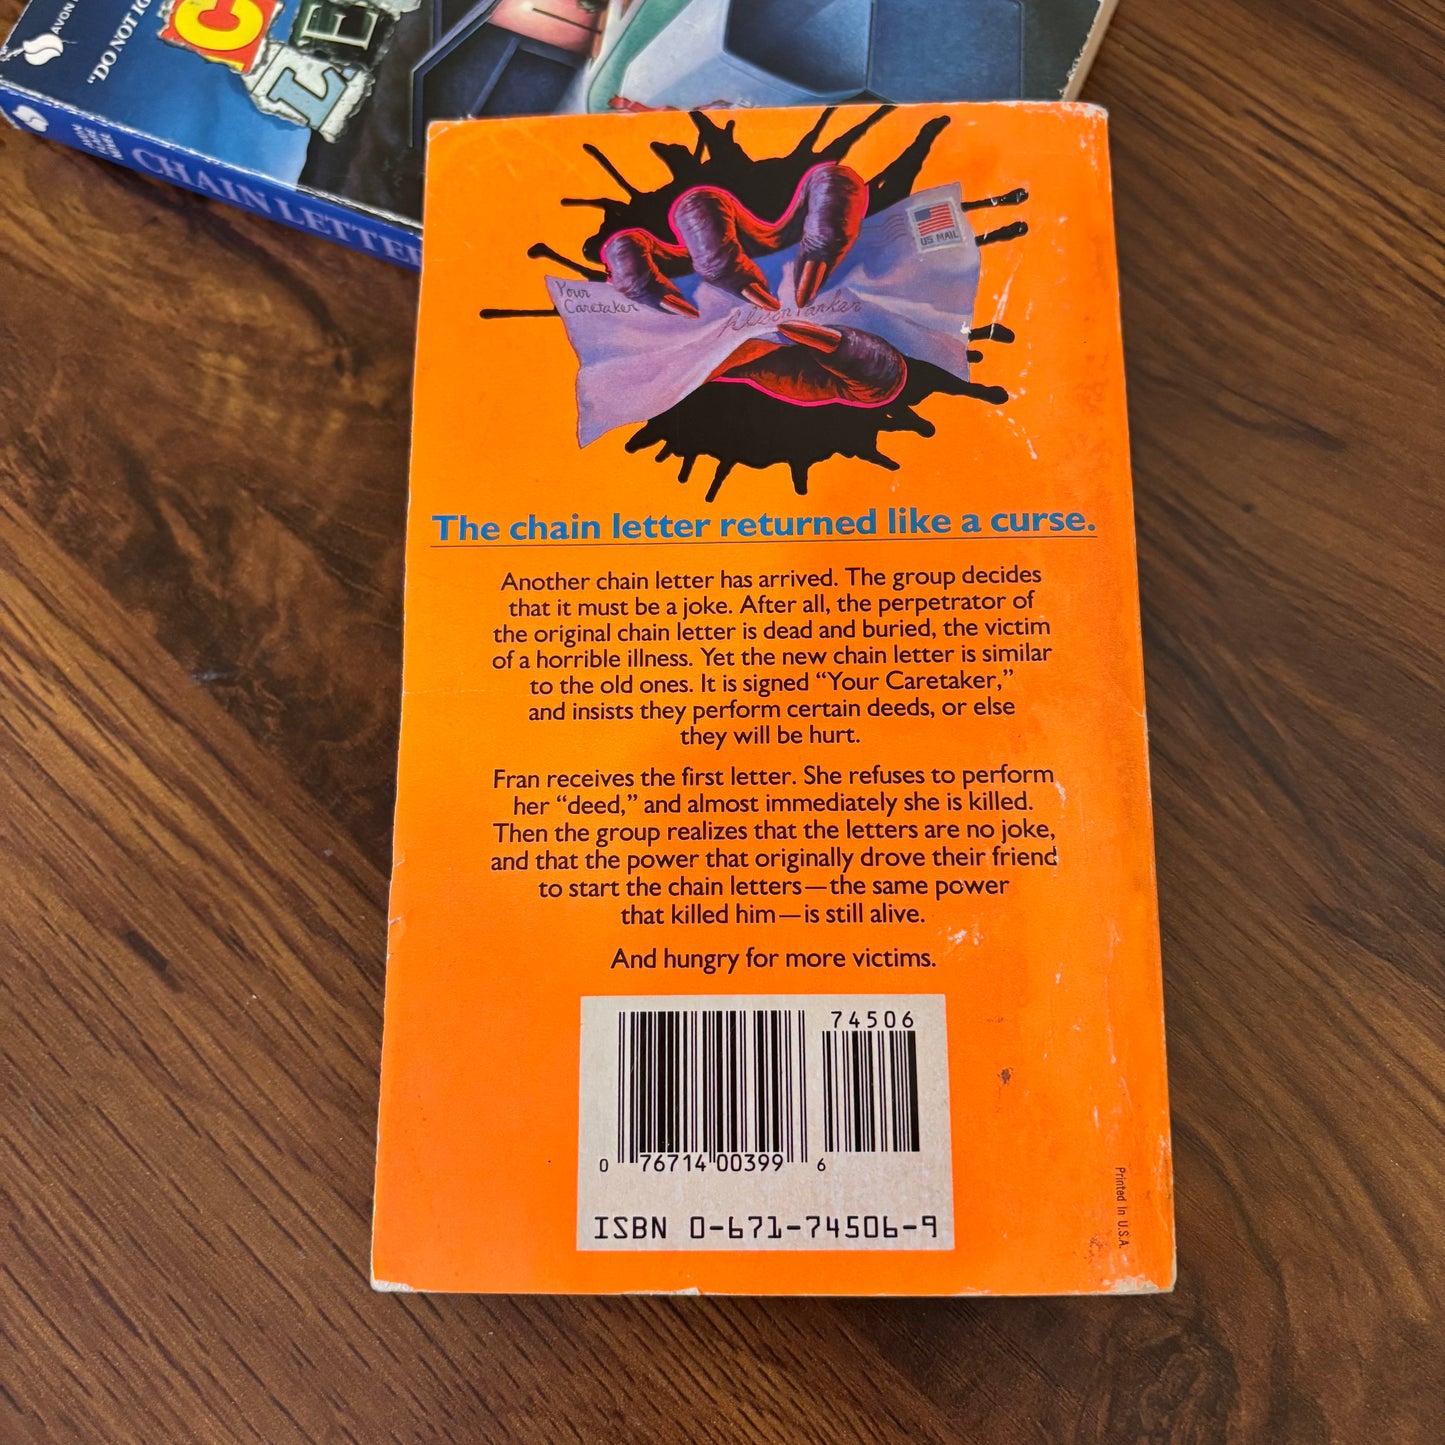 AVON
"DO NOT IG
C
LE
CHAIN LETTER
US MAIL
Your
Caretaker
Alison Parker
The chain letter returned like a curse.
Another chain letter has arrived. The group decides
that it must be a joke. After all, the perpetrator of
the original chain letter is dead and buried, the victim
of a horrible illness. Yet the new chain letter is similar
to the old ones. It is signed “Your Caretaker,”
and insists they perform certain deeds, or else
they will be hurt.
Fran receives the first letter. She refuses to perform
her “deed,” and almost immediately she is killed.
Then the group realizes that the letters are no joke,
and that the power that originally drove their friend
to start the chain letters—the same power
that killed him—is still alive.
And hungry for more victims.
74506
0 76714 00399 6
ISBN 0-671-74506-9
Printed in U.S.A.